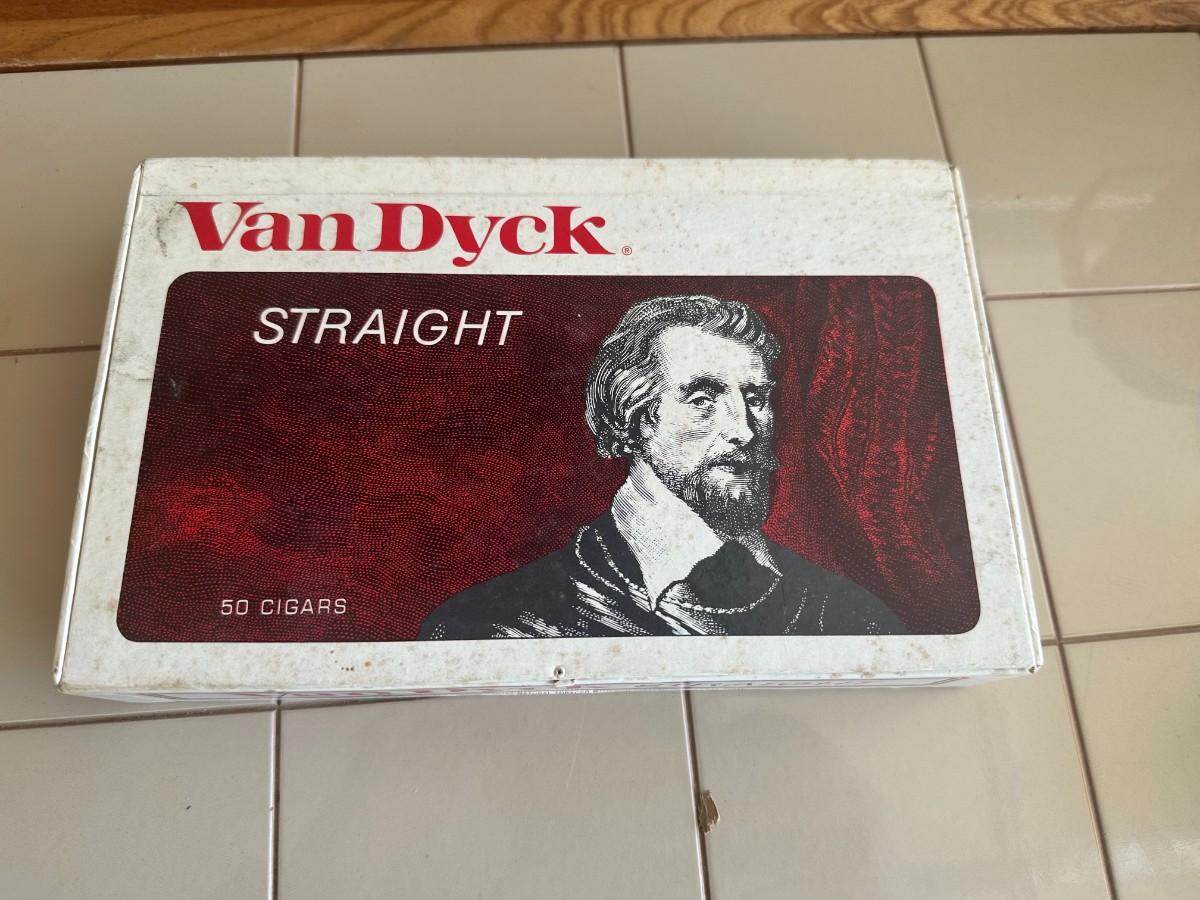 Van Dyck ®
STRAIGHT
50 CIGARS